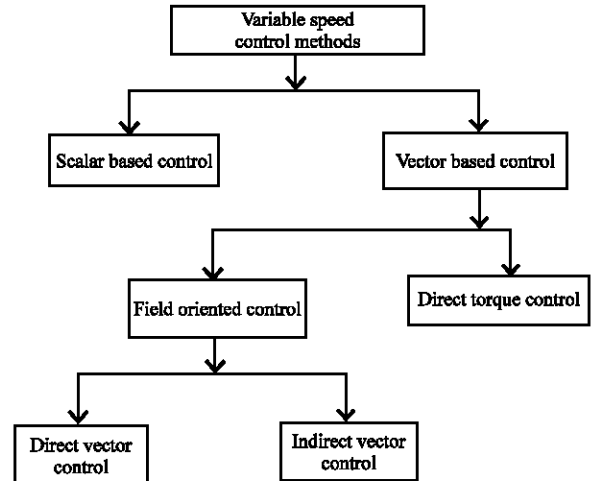 Variable speed
control methods
Scalar based control
Vector based control
Field oriented control
Direct torque control
Direct vector
control
Indirect vector
control